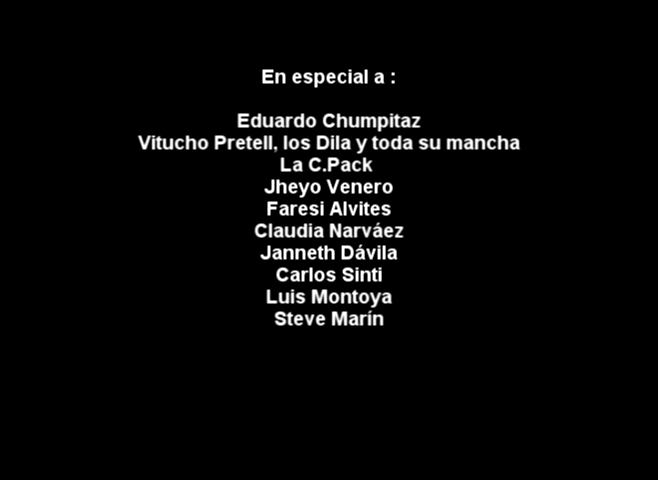 En especial a :
Eduardo Chumpitaz
Vitucho Pretell, los Dila y toda su mancha
La C.Pack
Jheyo Venero
Faresi Alvites
Claudia Narváez
Janneth Dávila
Carlos Sinti
Luis Montoya
Steve Marín